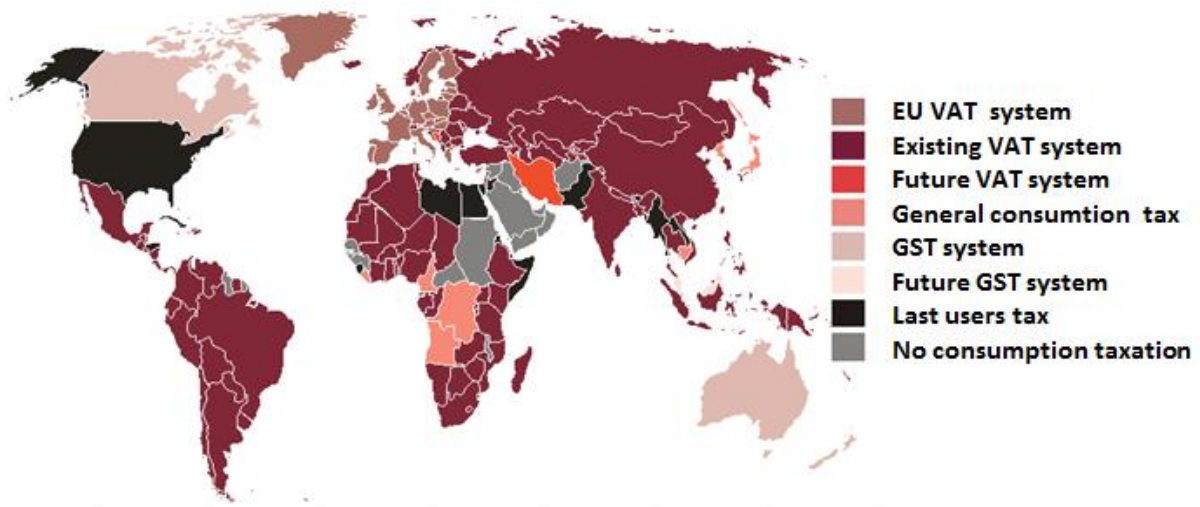 EU VAT system
Existing VAT system
Future VAT system
General consumtion tax
GST system
Future GST system
Last users tax
No consumption taxation